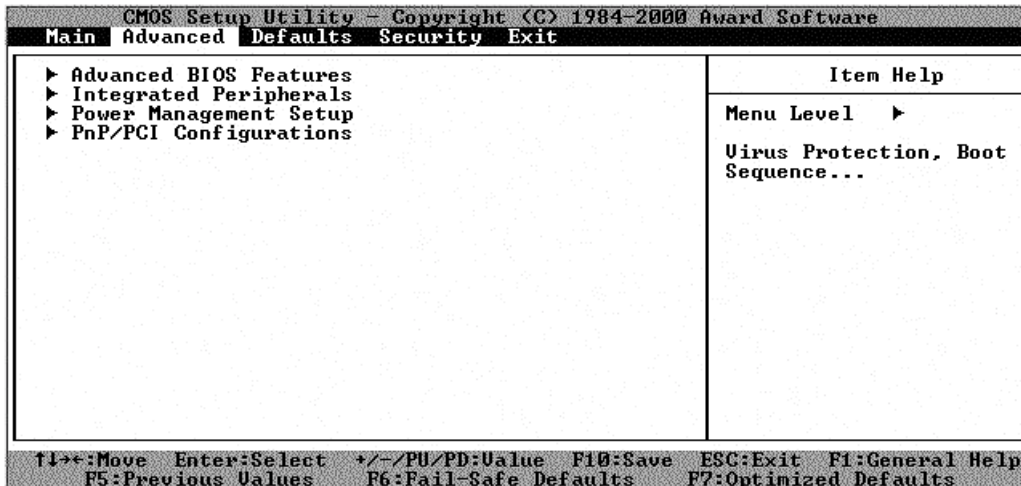 CMOS Setup Utility - Copyright (C) 1984-2000 Award Software
Main Advanced Defaults Security Exit
► Advanced BIOS Features
► Integrated Peripherals
► Power Management Setup
► PnP/PCI Configurations
Item Help
Menu Level ►
Virus Protection, Boot
Sequence...
↑↓→←:Move Enter:Select +/-/PU/PD:Value F10:Save ESC:Exit F1:General Help
F5:Previous Values F6:Fail-Safe Defaults F7:Optimized Defaults